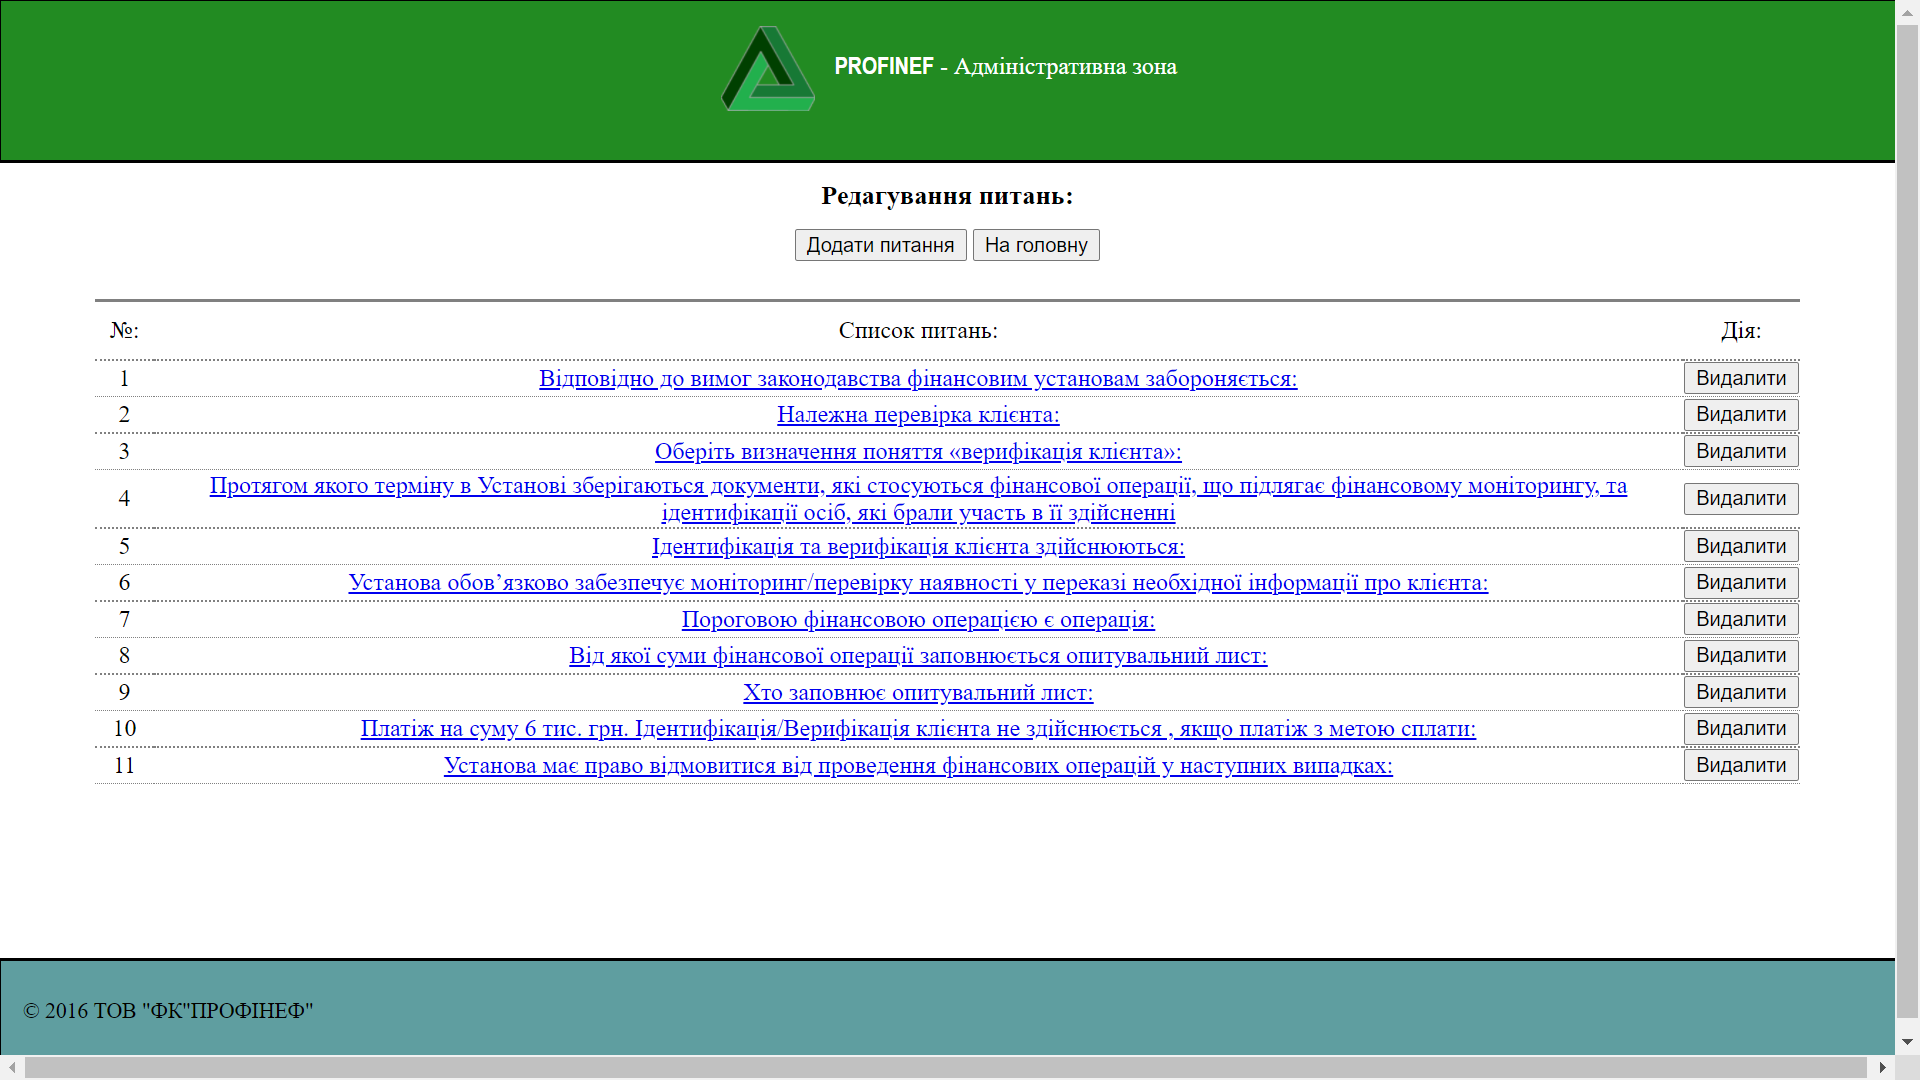 PROFINEF - Адміністративна зона
Редагування питань:
Додати питання На головну
№: Список питань: Дія:
1 Відповідно до вимог законодавства фінансовим установам забороняється: Видалити
2 Належна перевірка клієнта: Видалити
3 Оберіть визначення поняття «верифікація клієнта»: Видалити
4 Протягом якого терміну в Установі зберігаються документи, які стосуються фінансової операції, що підлягає фінансовому моніторингу, та
ідентифікації осіб, які брали участь в її здійсненні Видалити
5 Ідентифікація та верифікація клієнта здійснюються: Видалити
6 Установа обов’язково забезпечує моніторинг/перевірку наявності у переказі необхідної інформації про клієнта: Видалити
7 Пороговою фінансовою операцією є операція: Видалити
8 Від якої суми фінансової операції заповнюється опитувальний лист: Видалити
9 Хто заповнює опитувальний лист: Видалити
10 Платіж на суму 6 тис. грн. Ідентифікація/Верифікація клієнта не здійснюється , якщо платіж з метою сплати: Видалити
11 Установа має право відмовитися від проведення фінансових операцій у наступних випадках: Видалити
© 2016 ТОВ "ФК"ПРОФІНЕФ"